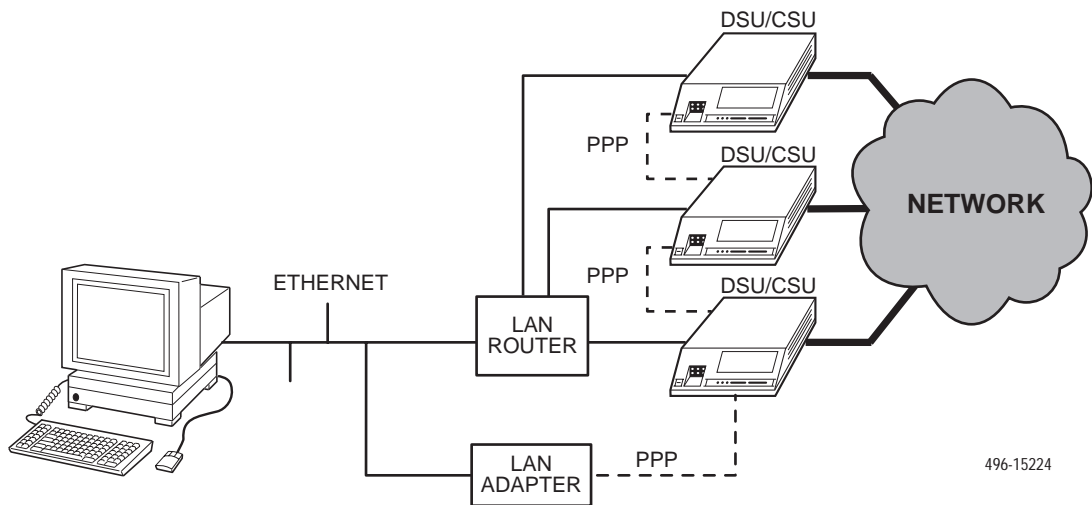 DSU/CSU
PPP
DSU/CSU
NETWORK
PPP
ETHERNET
DSU/CSU
LAN
ROUTER
LAN
ADAPTER
PPP
496-15224